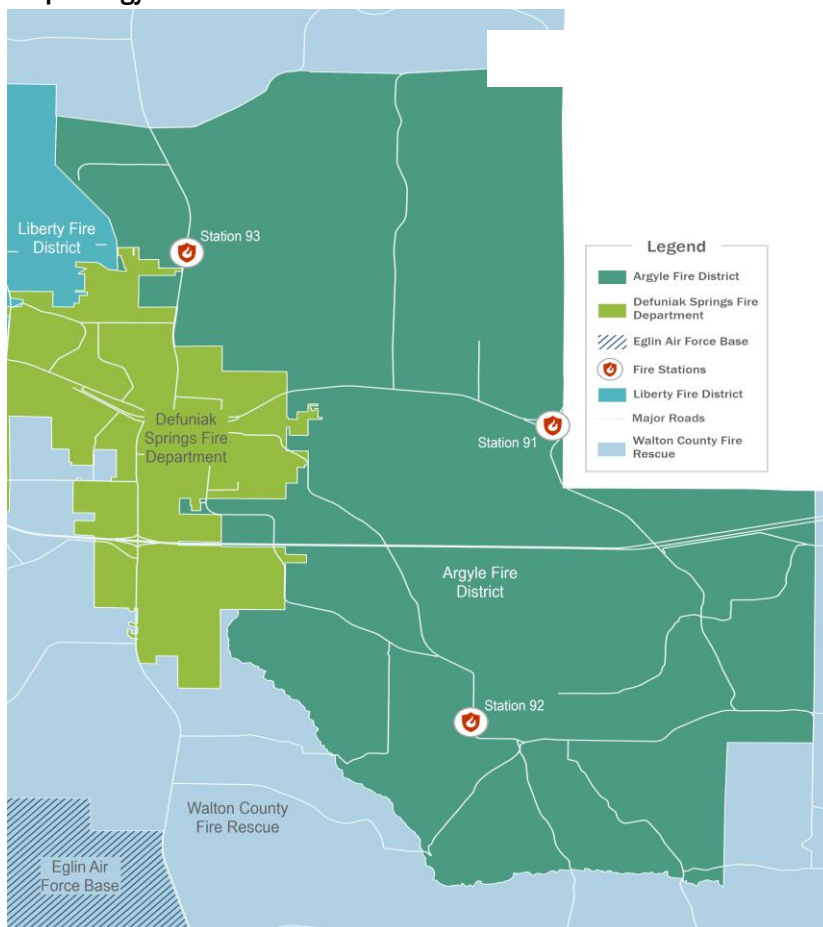 Station 93
Liberty Fire
District
Legend
Argyle Fire District
Defuniak Springs Fire
Department
Eglin Air Force Base
Fire Stations
Liberty Fire District
Major Roads
Walton County Fire
Rescue
Defuniak
Springs Fire
Department
Station 91
Argyle Fire
District
Station 92
Walton County
Fire Rescue
Eglin Air
Force Base